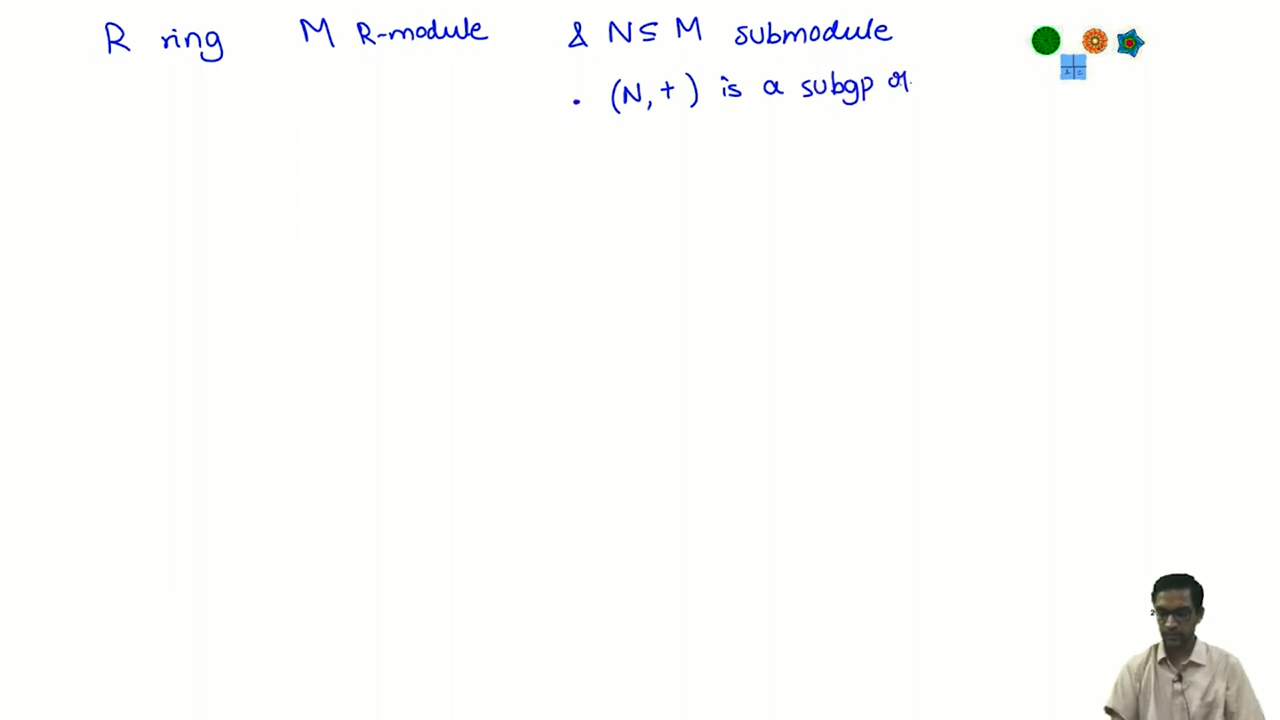 R ring M R-module & N ⊆ M submodule
• (N, +) is a subgp of